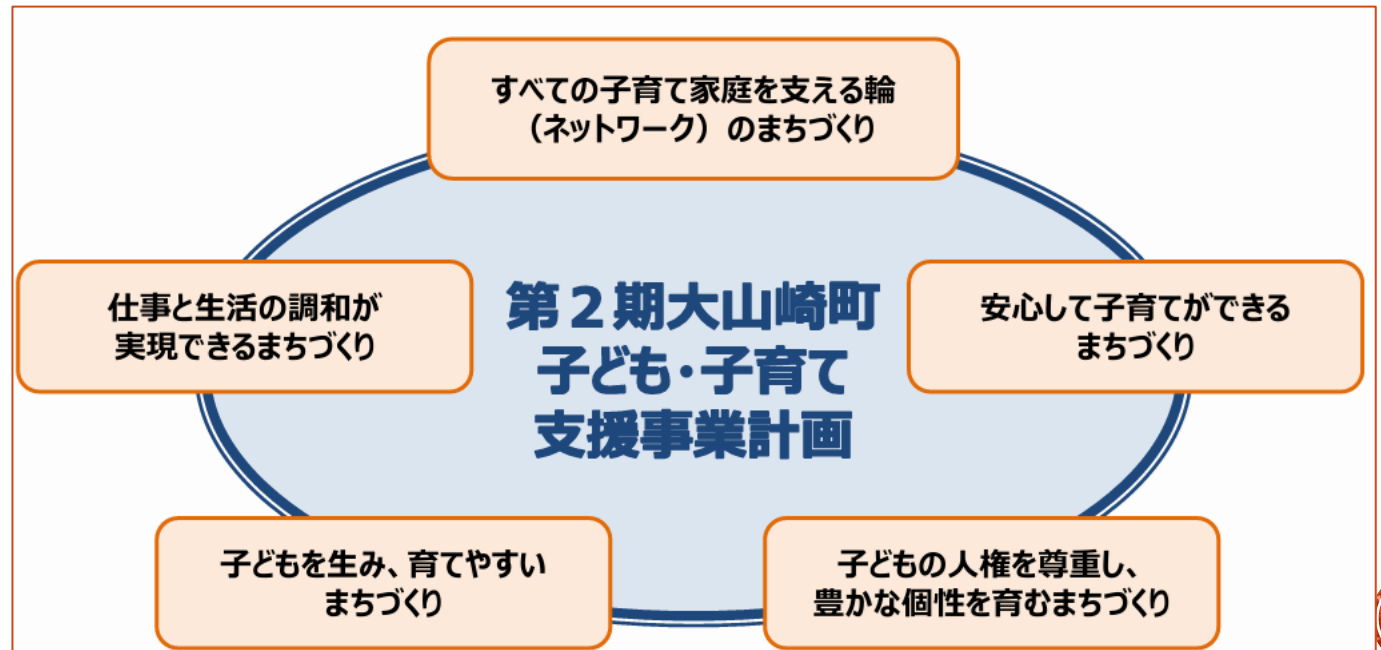 すべての子育て家庭を支える輪
（ネットワーク）のまちづくり
仕事と生活の調和が
実現できるまちづくり
第２期大山崎町
子ども・子育て
支援事業計画
安心して子育てができる
まちづくり
子どもを生み、育てやすい
まちづくり
子どもの人権を尊重し、
豊かな個性を育むまちづくり